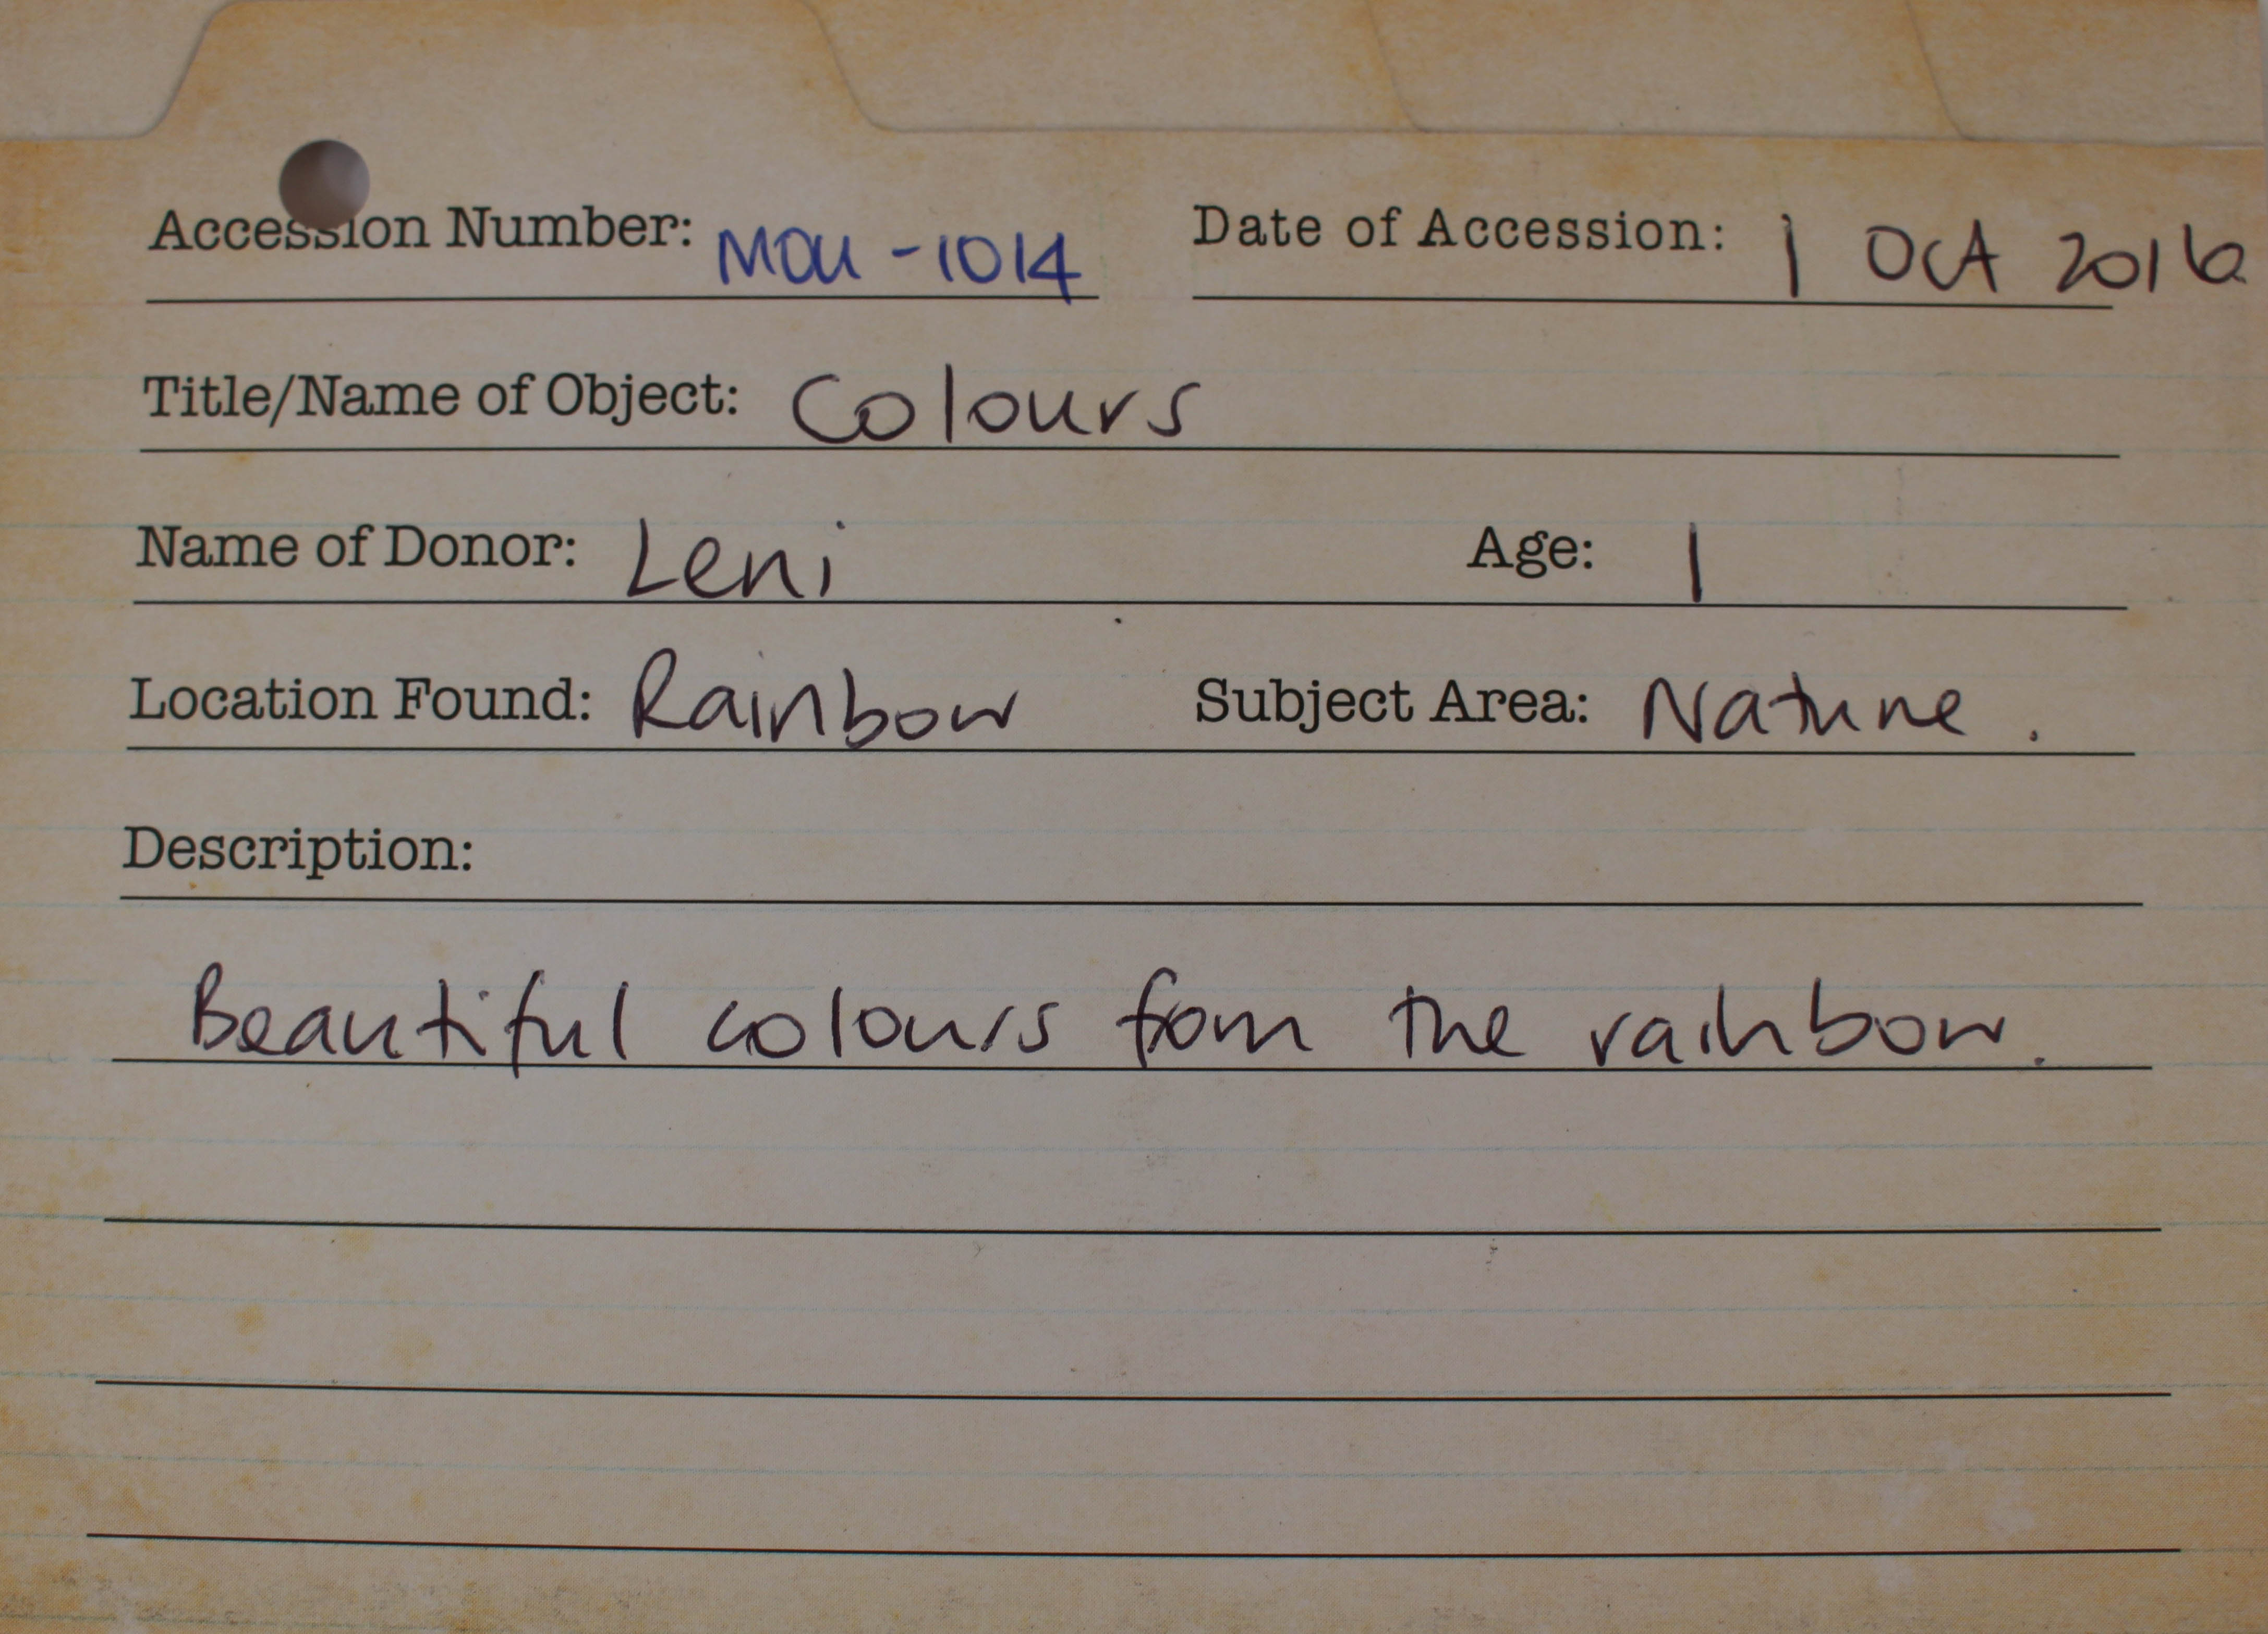 Accession Number: MOU-1014 Date of Accession: 1 Oct 2016
Title/Name of Object: Colours
Name of Donor: Leni Age: 1
Location Found: Rainbow Subject Area: Nature.
Description:
Beautiful colours from the rainbow.